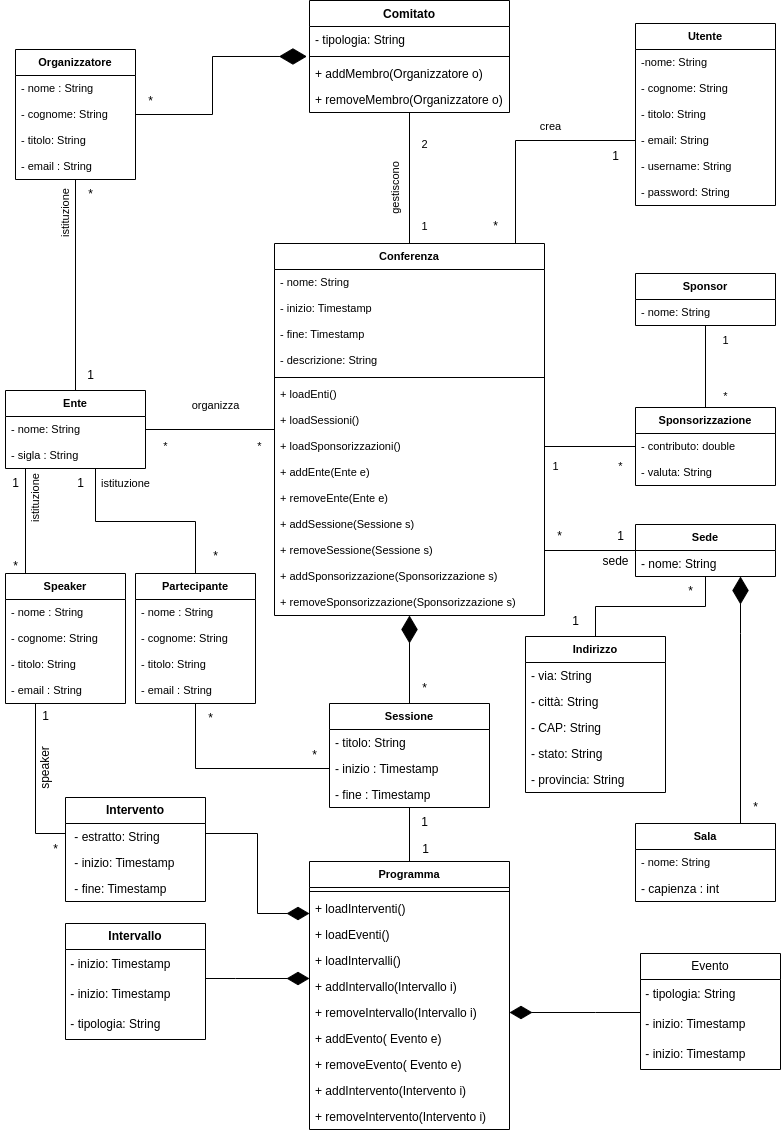 Comitato
- tipologia: String
+ addMembro(Organizzatore o)
+ removeMembro(Organizzatore o)
Organizzatore
- nome : String
- cognome: String
- titolo: String
- email : String
*
Utente
-nome: String
- cognome: String
- titolo: String
- email: String
- username: String
- password: String
crea
1
*
2
gestiscono
1
istituzione
*
1
Conferenza
- nome: String
- inizio: Timestamp
- fine: Timestamp
- descrizione: String
+ loadEnti()
+ loadSessioni()
+ loadSponsorizzazioni()
+ addEnte(Ente e)
+ removeEnte(Ente e)
+ addSessione(Sessione s)
+ removeSessione(Sessione s)
+ addSponsorizzazione(Sponsorizzazione s)
+ removeSponsorizzazione(Sponsorizzazione s)
Sponsor
- nome: String
1
*
Ente
- nome: String
- sigla : String
organizza
*
*
Sponsorizzazione
- contributo: double
- valuta: String
1
*
1
istituzione
*
1
istituzione
*
Sede
- nome: String
*
1
sede
*
1
Speaker
- nome : String
- cognome: String
- titolo: String
- email : String
Partecipante
- nome : String
- cognome: String
- titolo: String
- email : String
Indirizzo
- via: String
- città: String
- CAP: String
- stato: String
- provincia: String
*
Sessione
- titolo: String
- inizio : Timestamp
- fine : Timestamp
*
*
1
speaker
*
Intervento
- estratto: String
- inizio: Timestamp
- fine: Timestamp
1
1
*
Sala
- nome: String
- capienza : int
Programma
+ loadInterventi()
+ loadEventi()
+ loadIntervalli()
+ addIntervallo(Intervallo i)
+ removeIntervallo(Intervallo i)
+ addEvento( Evento e)
+ removeEvento( Evento e)
+ addIntervento(Intervento i)
+ removeIntervento(Intervento i)
Intervallo
- inizio: Timestamp
- inizio: Timestamp
- tipologia: String
Evento
- tipologia: String
- inizio: Timestamp
- inizio: Timestamp